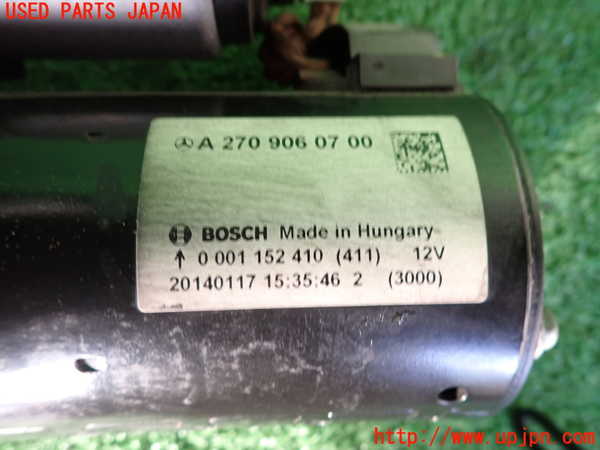 USED PARTS JAPAN
A 270 906 07 00
BOSCH Made in Hungary
↑ 0 001 152 410 (411) 12V
20140117 15:35:46 2 (3000)
http://www.upjpn.com/